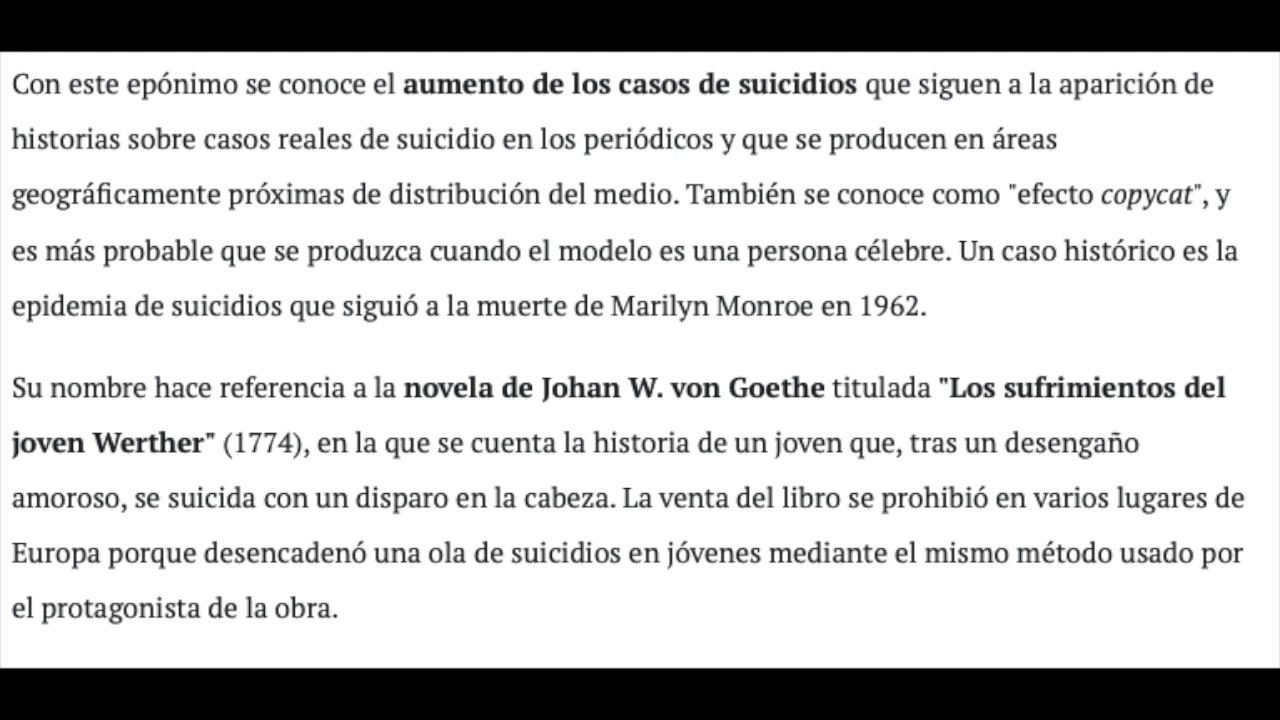 Con este epónimo se conoce el aumento de los casos de suicidios que siguen a la aparición de
historias sobre casos reales de suicidio en los periódicos y que se producen en áreas
geográficamente próximas de distribución del medio. También se conoce como "efecto copycat", y
es más probable que se produzca cuando el modelo es una persona célebre. Un caso histórico es la
epidemia de suicidios que siguió a la muerte de Marilyn Monroe en 1962.
Su nombre hace referencia a la novela de Johan W. von Goethe titulada "Los sufrimientos del
joven Werther" (1774), en la que se cuenta la historia de un joven que, tras un desengaño
amoroso, se suicida con un disparo en la cabeza. La venta del libro se prohibió en varios lugares de
Europa porque desencadenó una ola de suicidios en jóvenes mediante el mismo método usado por
el protagonista de la obra.